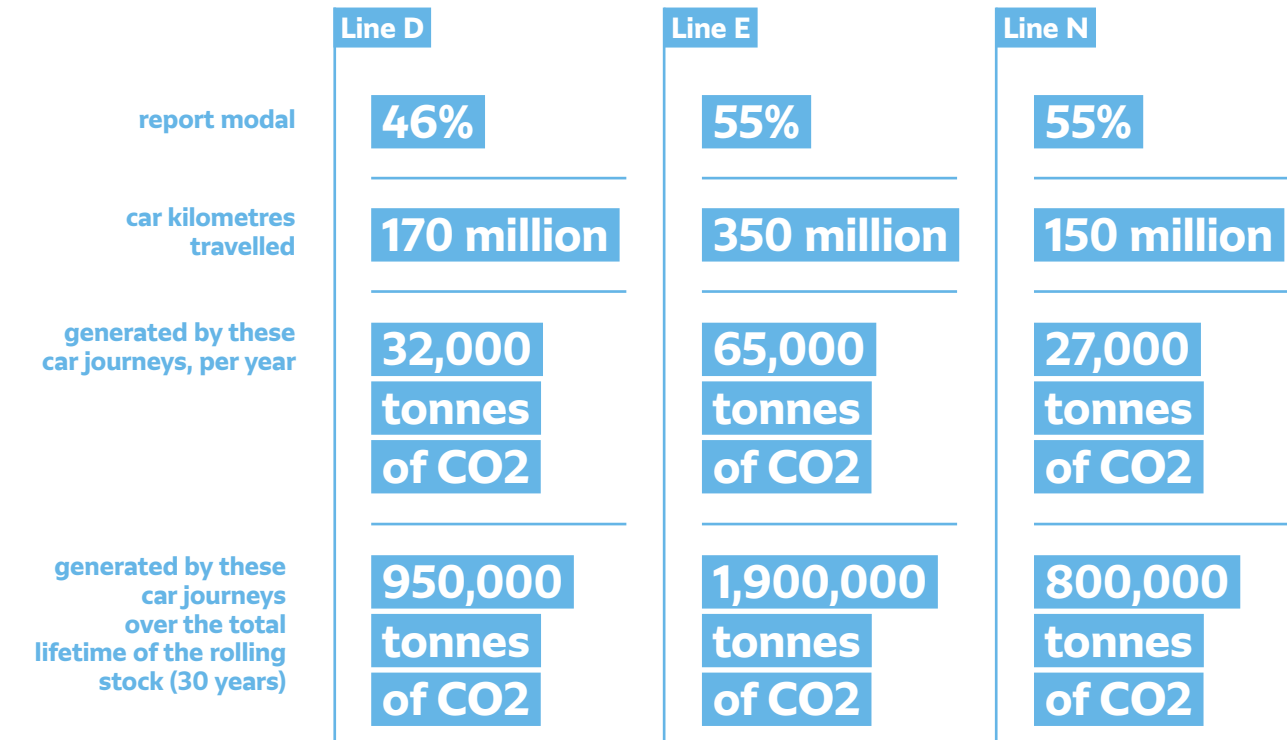 Line D
Line E
Line N
report modal
46%
55%
55%
car kilometres
travelled
170 million
350 million
150 million
generated by these
car journeys, per year
32,000
tonnes
of CO2
65,000
tonnes
of CO2
27,000
tonnes
of CO2
generated by these
car journeys
over the total
lifetime of the rolling
stock (30 years)
950,000
tonnes
of CO2
1,900,000
tonnes
of CO2
800,000
tonnes
of CO2